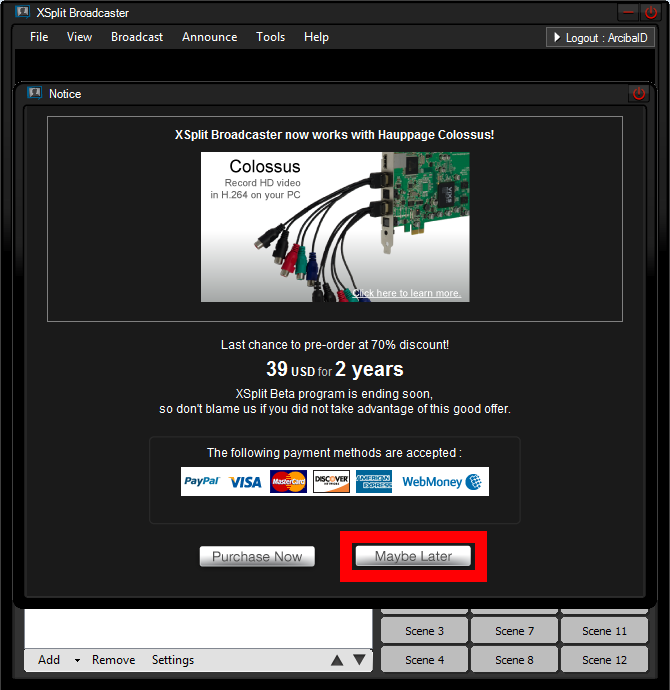 XSplit Broadcaster
File View Broadcast Announce Tools Help Logout : ArcibalD
Notice
XSplit Broadcaster now works with Hauppage Colossus!
Colossus
Record HD video
in H.264 on your PC
Click here to learn more.
Last chance to pre-order at 70% discount!
39 USD for 2 years
XSplit Beta program is ending soon,
so don't blame us if you did not take advantage of this good offer.
The following payment methods are accepted :
PayPal VISA MasterCard DISCOVER AMERICAN EXPRESS WebMoney
Purchase Now Maybe Later
Scene 3 Scene 7 Scene 11
Add Remove Settings Scene 4 Scene 8 Scene 12